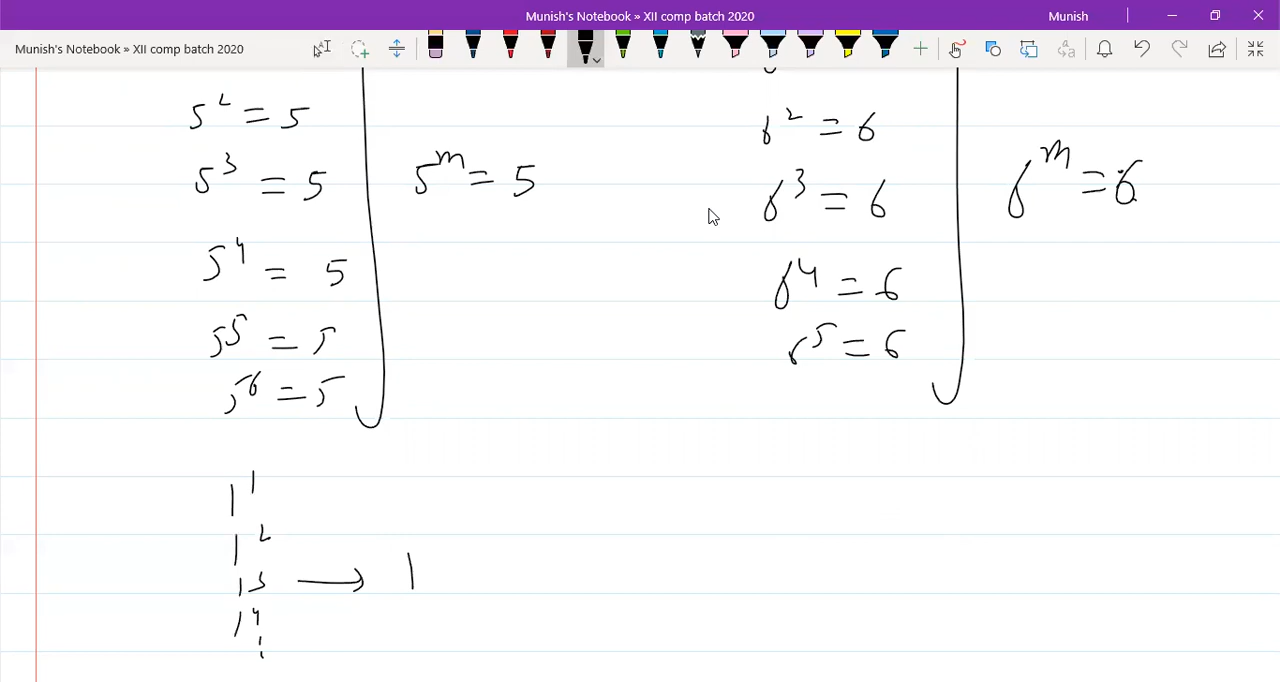 Munish's Notebook » XII comp batch 2020
Munish
Munish's Notebook » XII comp batch 2020
5² = 5
5³ = 5
5⁴ = 5
5⁵ = 5
5⁶ = 5
5ᵐ = 5
6² = 6
6³ = 6
6⁴ = 6
6⁵ = 6
6ᵐ = 6
1¹
1²
1³ → 1
1⁴
⋮